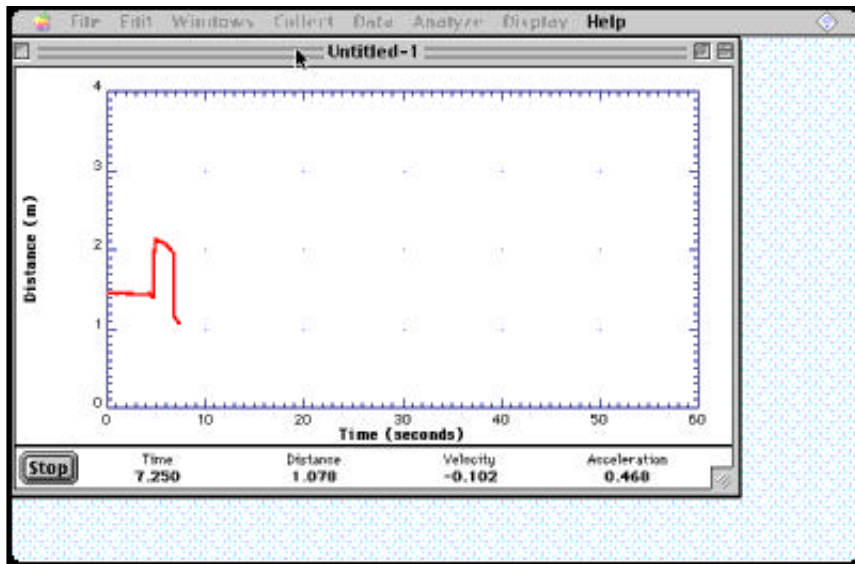 File Edit Windows Collect Data Analyze Display Help
Untitled-1
4
3
2
1
0
Distance (m)
0 10 20 30 40 50 60
Time (seconds)
Stop
Time Distance Velocity Acceleration
7.250 1.078 -0.102 0.468